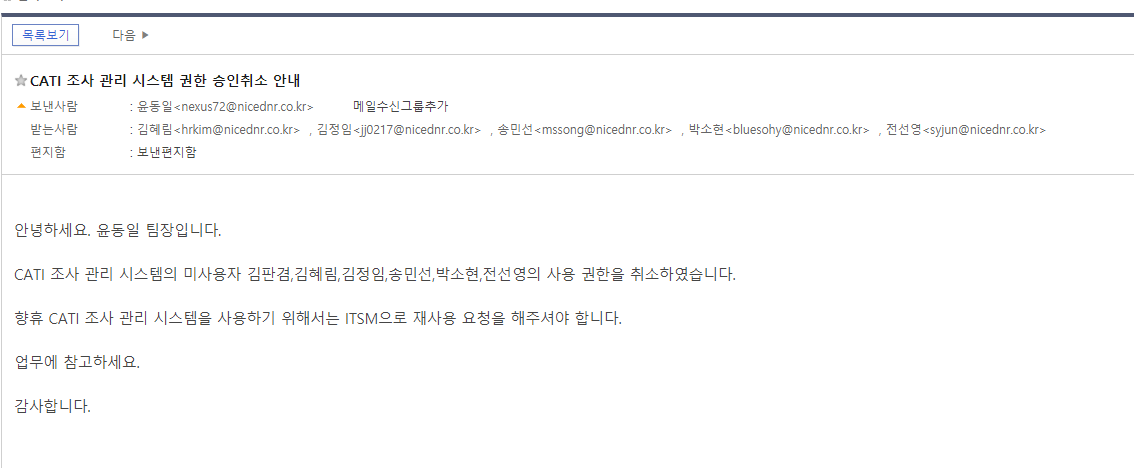 목록보기 다음 ▶
CATI 조사 관리 시스템 권한 승인취소 안내
보낸사람 : 윤동일<nexus72@nicednr.co.kr> 메일수신그룹추가
받는사람 : 김혜림<hrkim@nicednr.co.kr> , 김정임<jj0217@nicednr.co.kr> , 송민선<mssong@nicednr.co.kr> , 박소현<bluesohy@nicednr.co.kr> , 전선영<syjun@nicednr.co.kr>
편지함 : 보낸편지함
안녕하세요. 윤동일 팀장입니다.
CATI 조사 관리 시스템의 미사용자 김판겸,김혜림,김정임,송민선,박소현,전선영의 사용 권한을 취소하였습니다.
향휴 CATI 조사 관리 시스템을 사용하기 위해서는 ITSM으로 재사용 요청을 해주셔야 합니다.
업무에 참고하세요.
감사합니다.